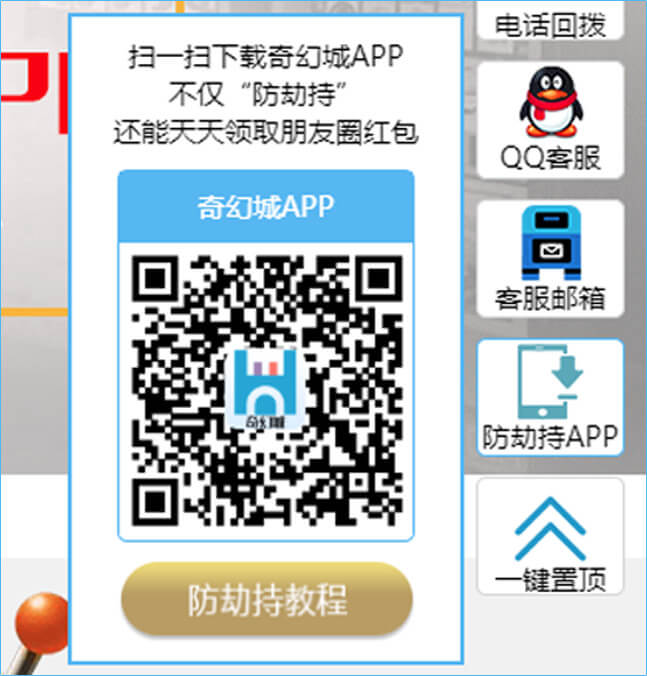 扫一扫下载奇幻城APP
不仅“防劫持”
还能天天领取朋友圈红包
奇幻城APP
奇幻城
防劫持教程
电话回拨
QQ客服
客服邮箱
防劫持APP
一键置顶